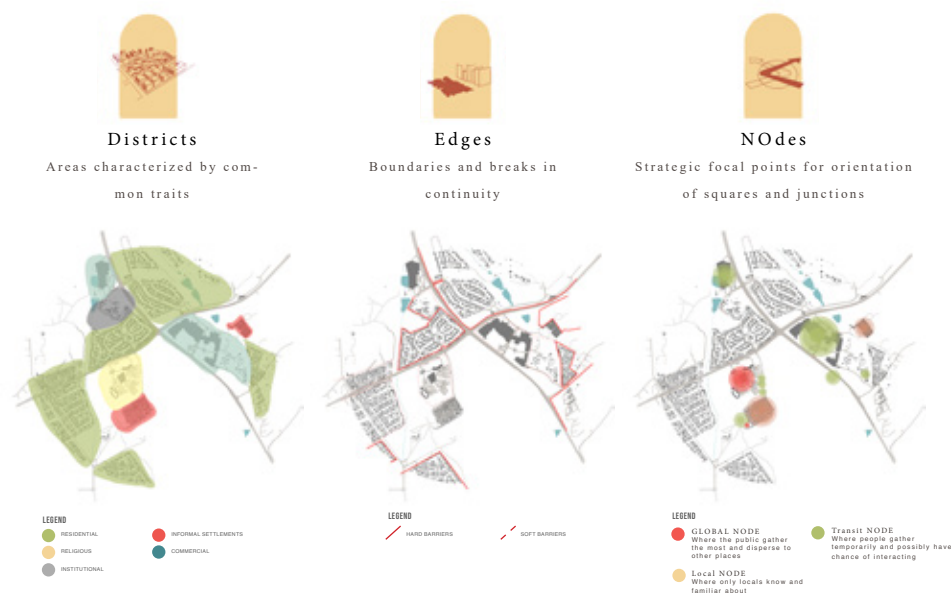 Districts
Areas characterized by com-
mon traits
Edges
Boundaries and breaks in
continuity
NOdes
Strategic focal points for orientation
of squares and junctions
LEGEND
RESIDENTIAL
RELIGIOUS
INSTITUTIONAL
INFORMAL SETTLEMENTS
COMMERCIAL
LEGEND
HARD BARRIERS
SOFT BARRIERS
LEGEND
GLOBAL NODE
Where the public gather
the most and disperse to
other places
Local NODE
Where only locals know and
familiar about
Transit NODE
Where people gather
temporarily and possibly have
chance of interacting